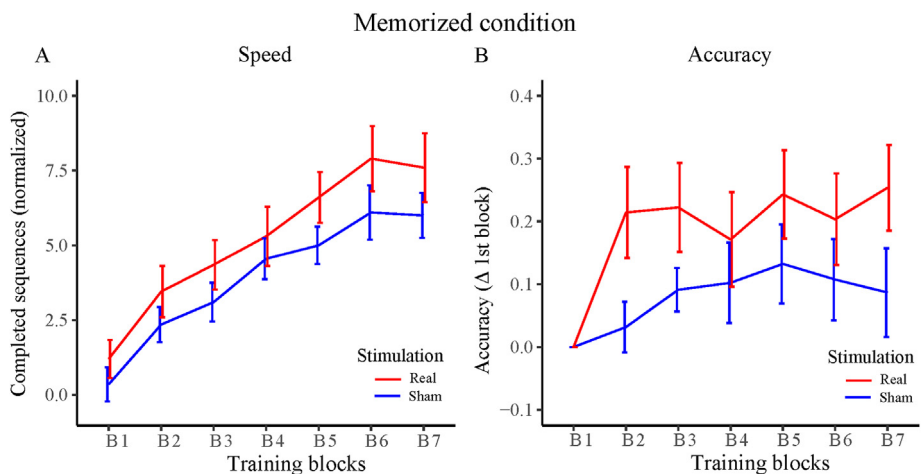 Memorized condition
A
Speed
Completed sequences (normalized)
10.0
7.5
5.0
2.5
0.0
B1 B2 B3 B4 B5 B6 B7
Training blocks
Stimulation
Real
Sham
B
Accuracy
Accuracy (Δ 1st block)
0.4
0.3
0.2
0.1
0.0
−0.1
B1 B2 B3 B4 B5 B6 B7
Training blocks
Stimulation
Real
Sham